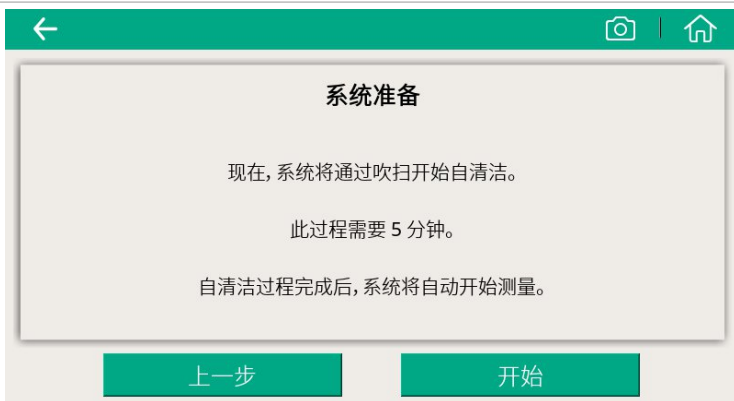 系统准备
现在，系统将通过吹扫开始自清洁。
此过程需要 5 分钟。
自清洁过程完成后，系统将自动开始测量。
上一步
开始